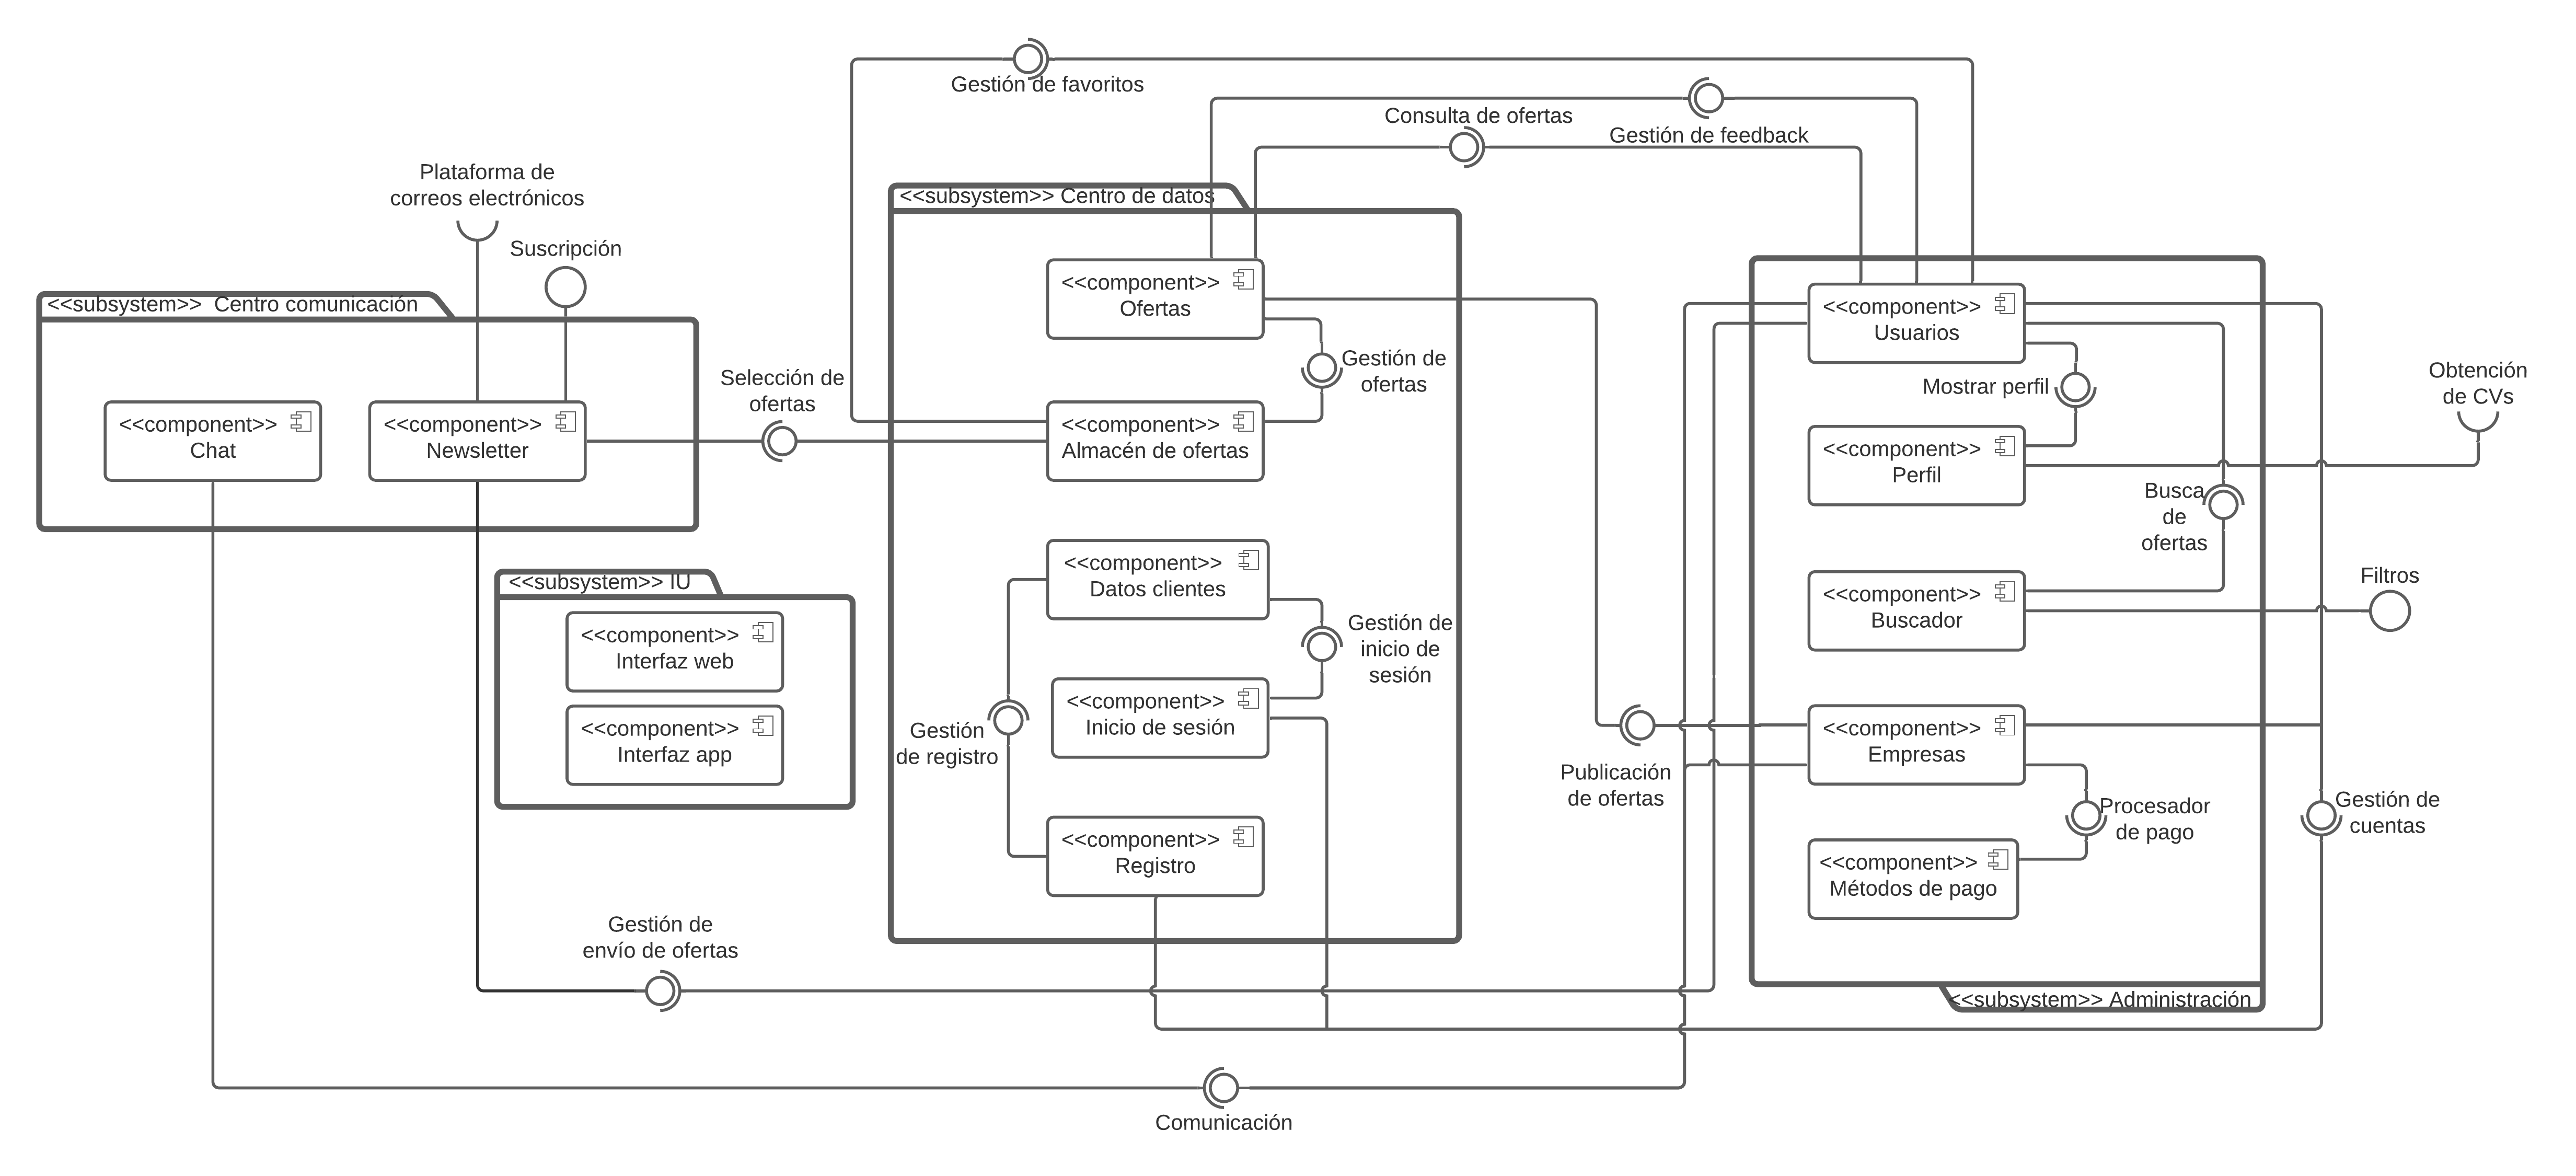 Gestión de favoritos
Consulta de ofertas
Gestión de feedback
Plataforma de
correos electrónicos
Suscripción
<<subsystem>> Centro comunicación
<<component>>
Chat
<<component>>
Newsletter
Selección de
ofertas
<<subsystem>> IU
<<component>>
Interfaz web
<<component>>
Interfaz app
<<subsystem>> Centro de datos
<<component>>
Ofertas
Gestión de
ofertas
<<component>>
Almacén de ofertas
<<component>>
Datos clientes
Gestión de
inicio de
sesión
<<component>>
Inicio de sesión
Gestión
de registro
<<component>>
Registro
Gestión de
envío de ofertas
Publicación
de ofertas
<<component>>
Usuarios
Mostrar perfil
<<component>>
Perfil
Busca
de
ofertas
<<component>>
Buscador
<<component>>
Empresas
Procesador
de pago
<<component>>
Métodos de pago
<<subsystem>> Administración
Obtención
de CVs
Filtros
Gestión de
cuentas
Comunicación